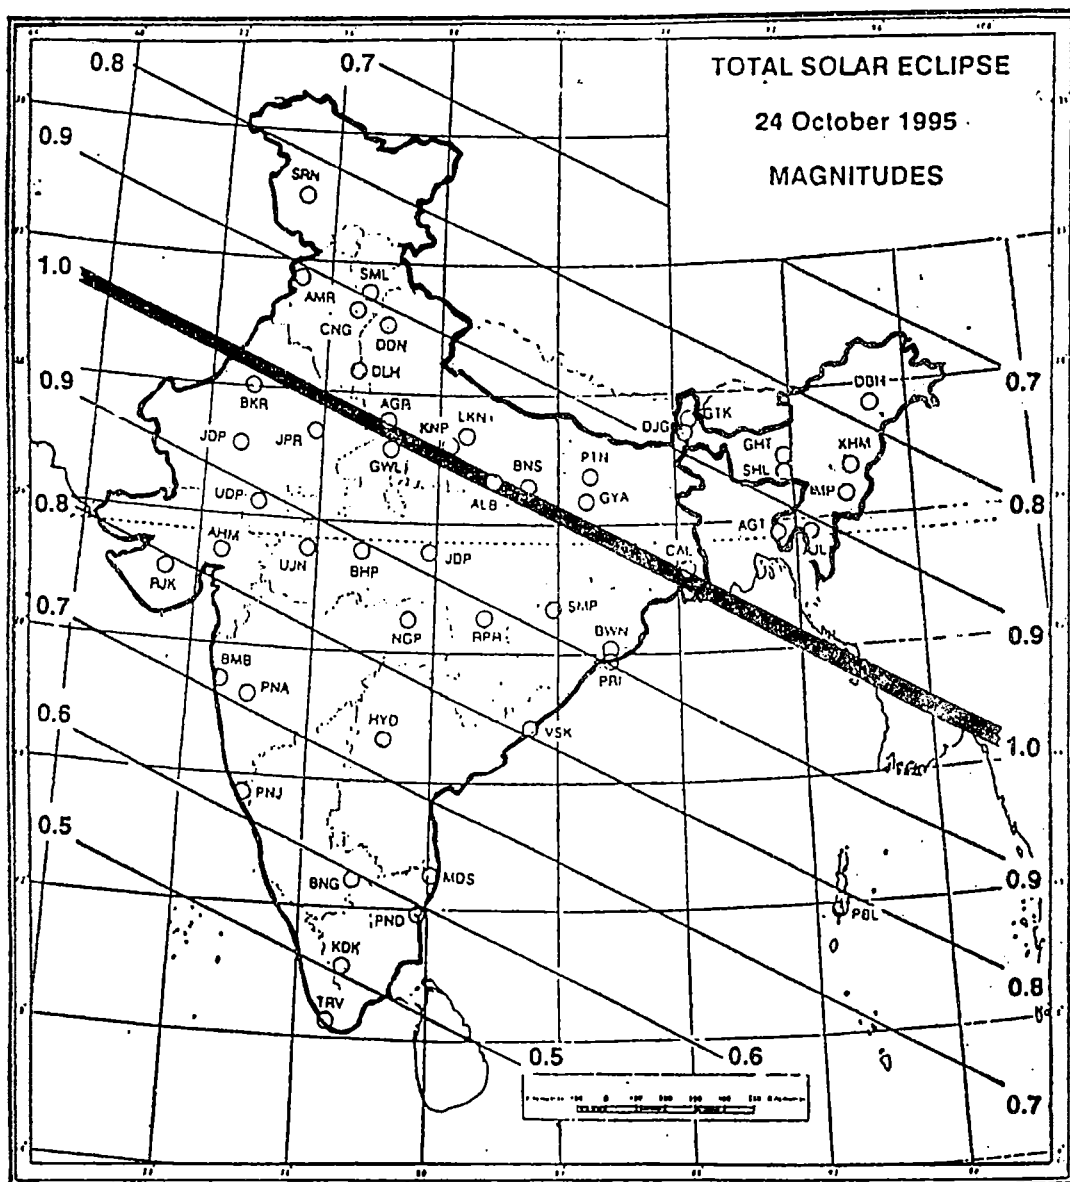 TOTAL SOLAR ECLIPSE
24 October 1995
MAGNITUDES
0.8
0.7
0.9
SRN
1.0
SML
AMR
CNG
DDN
DLH
0.9
BKR
AGR
LKN
KNP
JDP
JPR
GWL
GTK
DJG
DBH
0.7
GHT
KHM
SHL
IMP
PTN
BNS
GYA
ALB
UDP
0.8
0.8
AHM
UJN
BHP
JDP
CAL
AGT
AJL
RJK
0.7
NGP
RPR
SMP
BWN
PRI
0.9
BMB
PNA
HYD
VSK
0.6
1.0
PNJ
0.5
BNG
MDS
0.9
PND
PBL
KDK
0.8
TRV
0.5
0.6
0.7